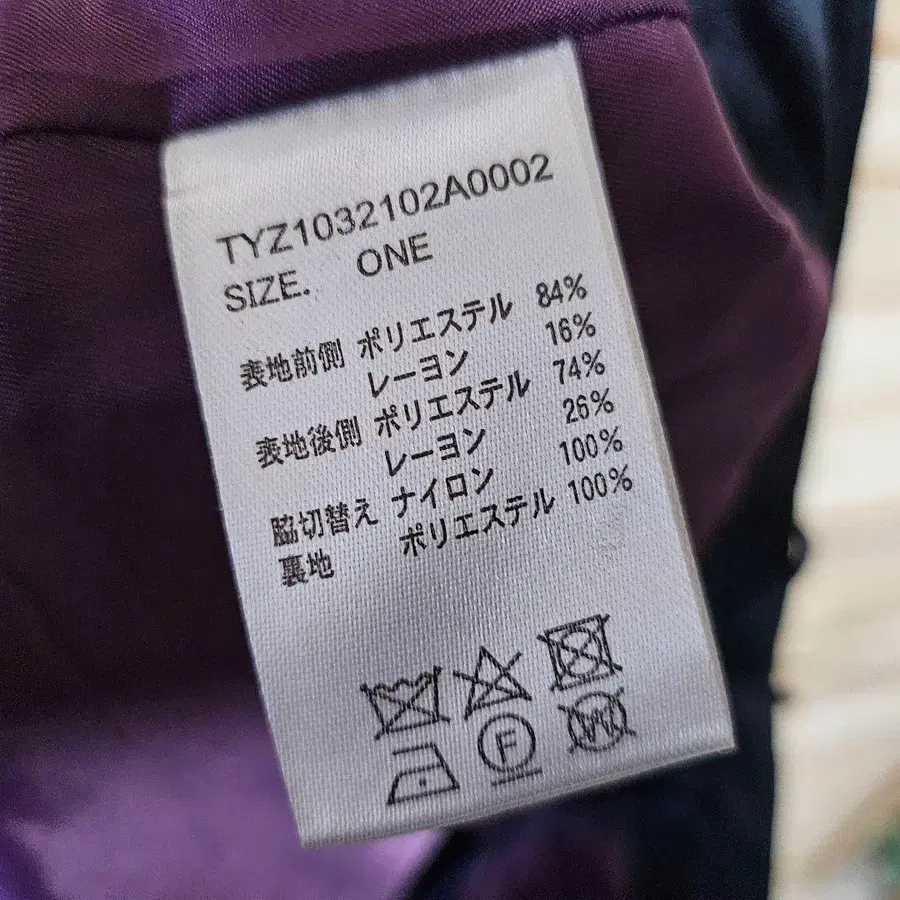 TYZ1032102A0002
SIZE. ONE
表地前側 ポリエステル 84%
レーヨン 16%
表地後側 ポリエステル 74%
レーヨン 26%
脇切替え ナイロン 100%
裏地 ポリエステル 100%
F
W